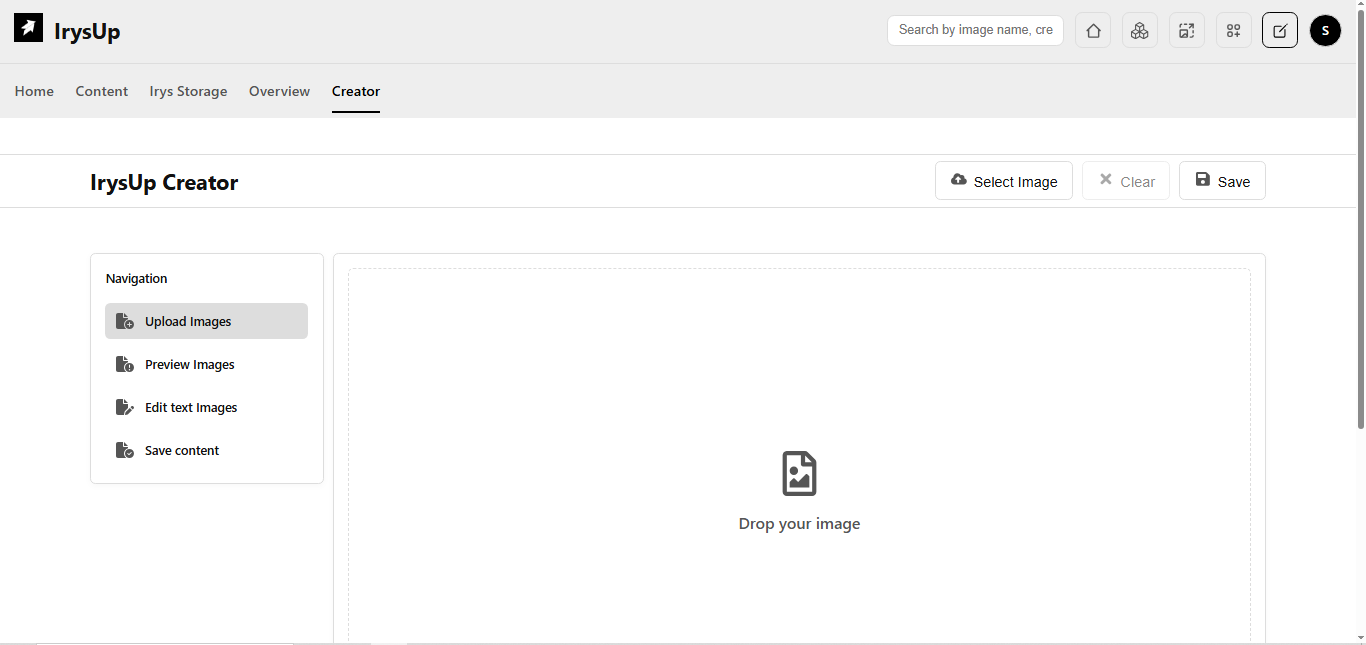 IrysUp
Search by image name, cre
S
Home Content Irys Storage Overview Creator
IrysUp Creator
Select Image Clear Save
Navigation
Upload Images
Preview Images
Edit text Images
Save content
Drop your image